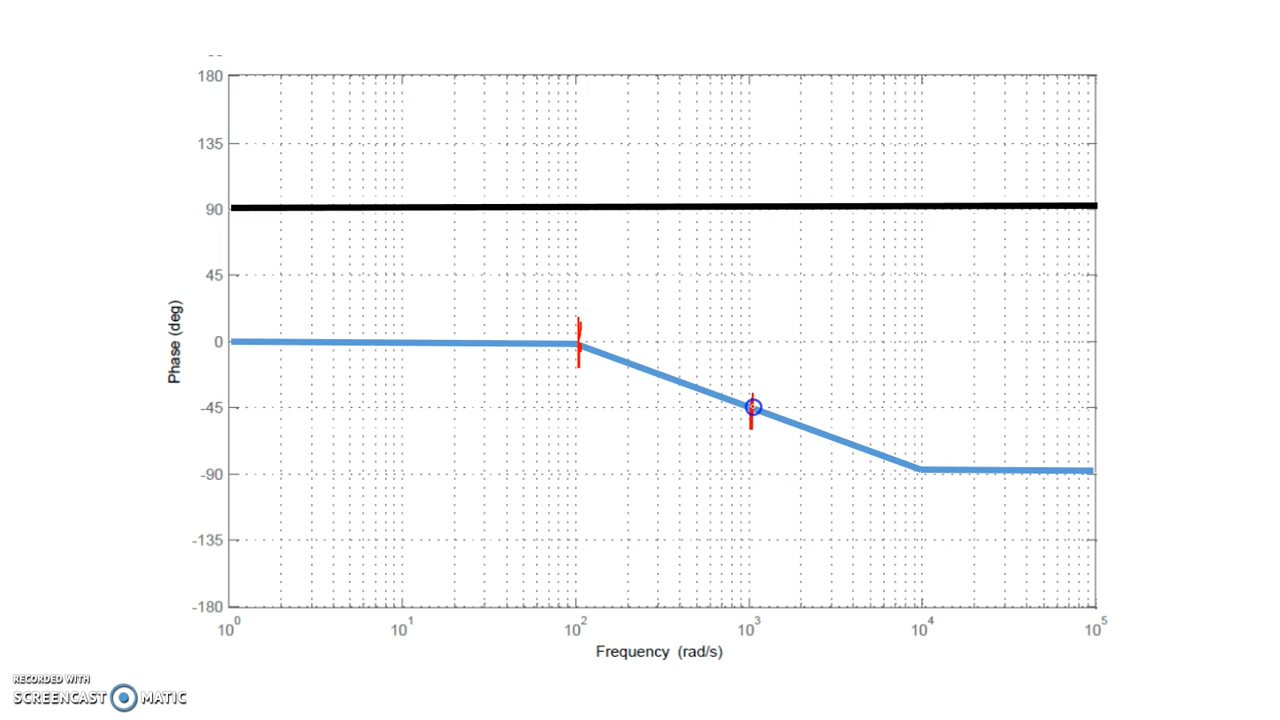 180
135
90
45
0
-45
-90
-135
-180
Phase (deg)
10^0 10^1 10^2 10^3 10^4 10^5
Frequency (rad/s)
RECORDED WITH
SCREENCAST MATIC